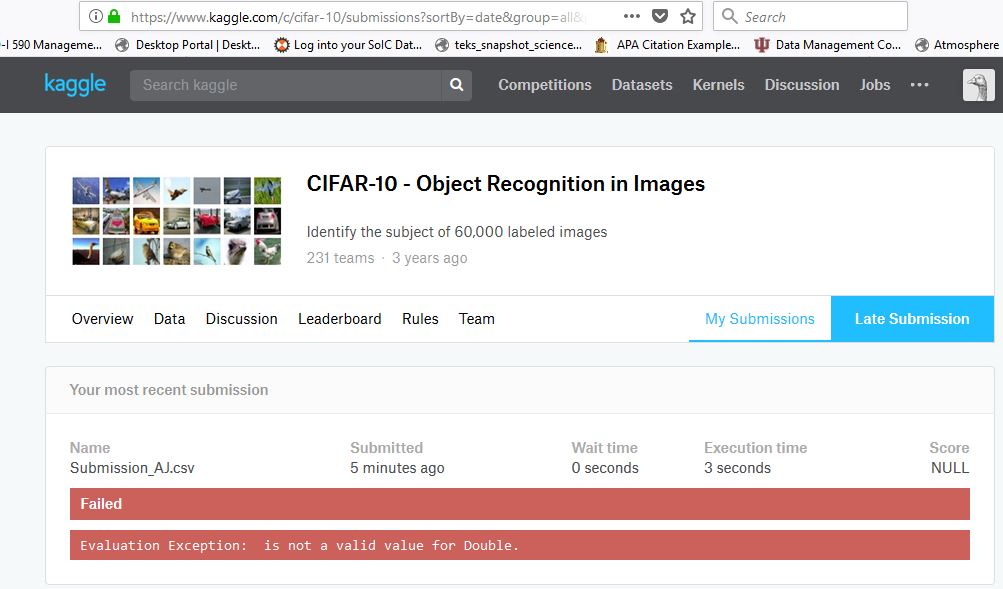 https://www.kaggle.com/c/cifar-10/submissions?sortBy=date&group=all& ••• Search
-I 590 Manageme... Desktop Portal | Deskt... Log into your SoIC Dat... teks_snapshot_science... APA Citation Example... Data Management Co... Atmosphere
kaggle Search kaggle Competitions Datasets Kernels Discussion Jobs •••
CIFAR-10 - Object Recognition in Images
Identify the subject of 60,000 labeled images
231 teams · 3 years ago
Overview Data Discussion Leaderboard Rules Team My Submissions Late Submission
Your most recent submission
Name Submitted Wait time Execution time Score
Submission_AJ.csv 5 minutes ago 0 seconds 3 seconds NULL
Failed
Evaluation Exception:  is not a valid value for Double.